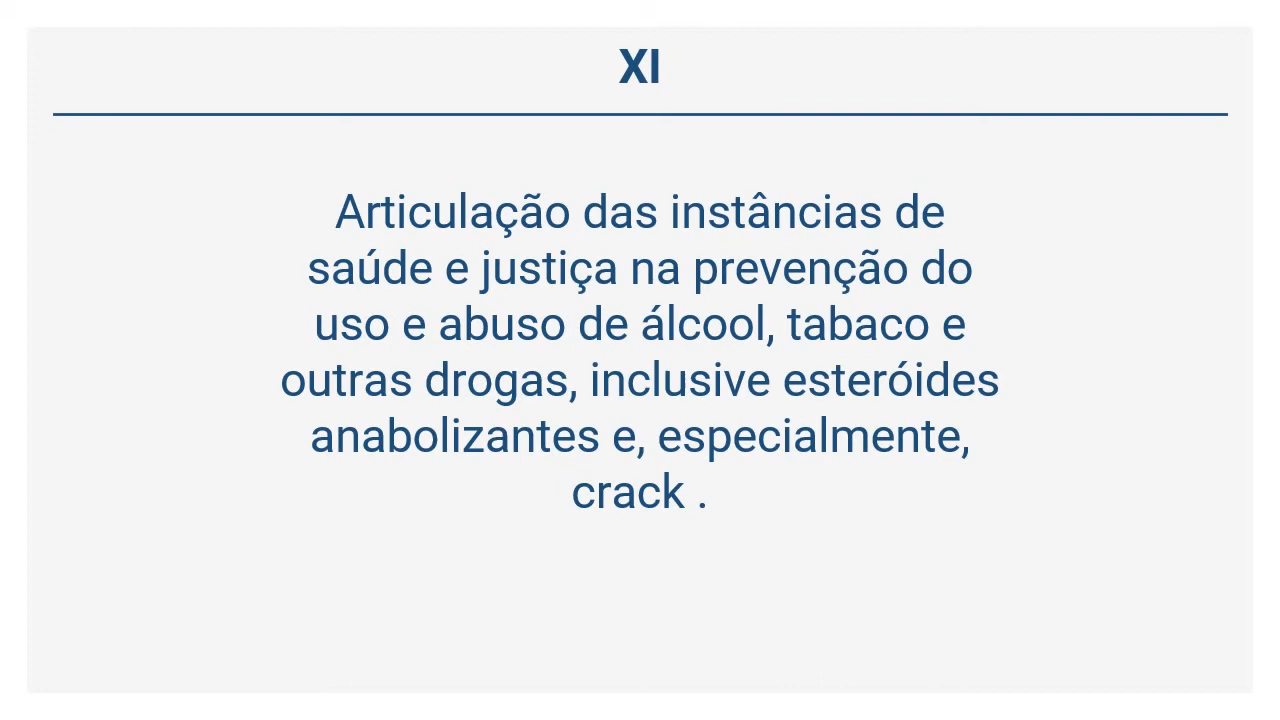 XI
Articulação das instâncias de
saúde e justiça na prevenção do
uso e abuso de álcool, tabaco e
outras drogas, inclusive esteróides
anabolizantes e, especialmente,
crack .